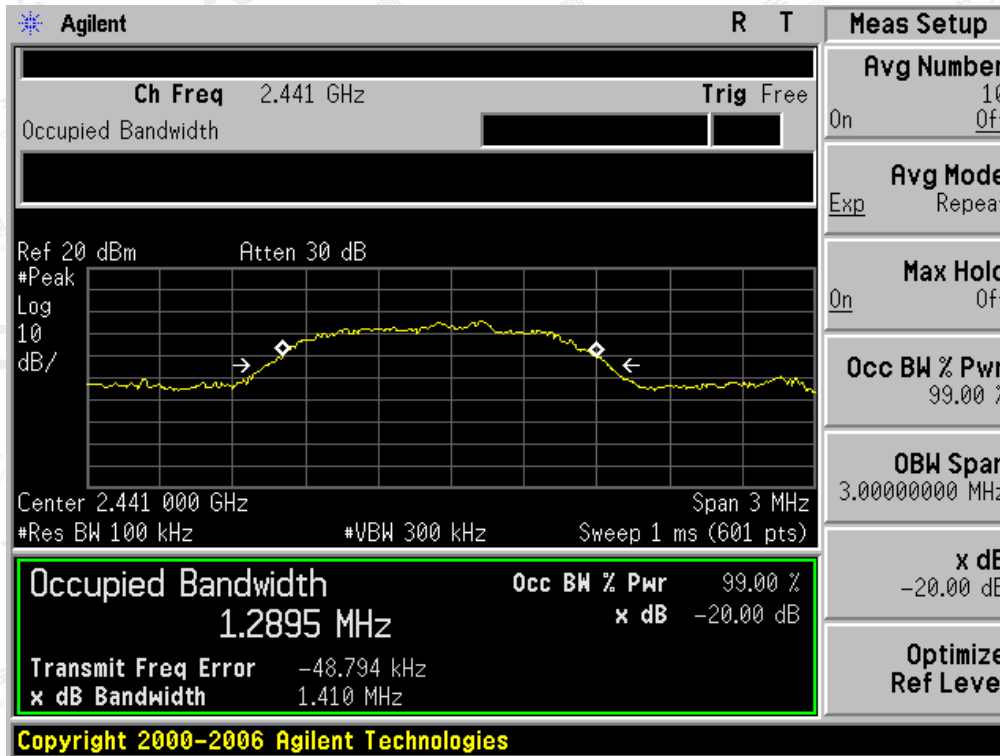 Agilent R T Meas Setup
Ch Freq 2.441 GHz Trig Free
Occupied Bandwidth
Ref 20 dBm Atten 30 dB
#Peak
Log
10
dB/
Center 2.441 000 GHz Span 3 MHz
#Res BW 100 kHz #VBW 300 kHz Sweep 1 ms (601 pts)
Occupied Bandwidth Occ BW % Pwr 99.00 %
1.2895 MHz x dB -20.00 dB
Transmit Freq Error -48.794 kHz
x dB Bandwidth 1.410 MHz
Avg Number
10
On Of
Avg Mode
Exp Repea
Max Hold
On Of
Occ BW % Pwr
99.00 %
OBW Span
3.00000000 MHz
x dB
-20.00 dB
Optimize
Ref Leve
Copyright 2000-2006 Agilent Technologies